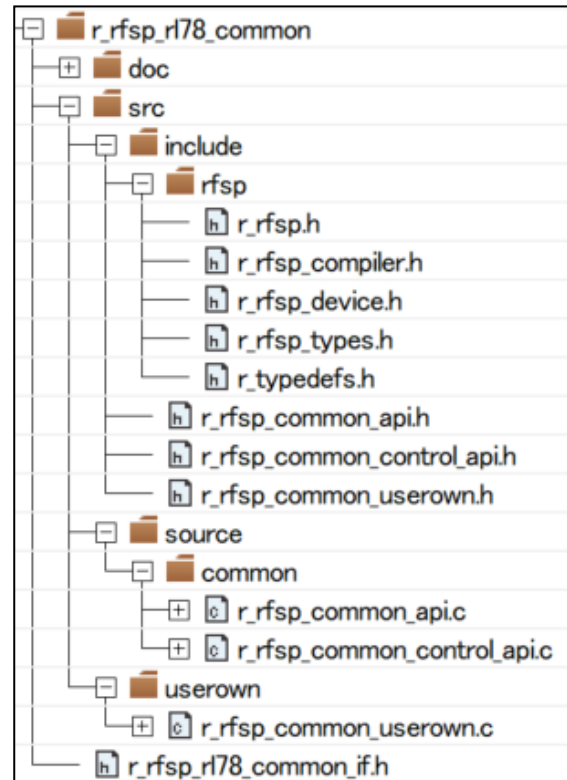 r_rfsp_rl78_common
doc
src
include
rfsp
r_rfsp.h
r_rfsp_compiler.h
r_rfsp_device.h
r_rfsp_types.h
r_typedefs.h
r_rfsp_common_api.h
r_rfsp_common_control_api.h
r_rfsp_common_userown.h
source
common
r_rfsp_common_api.c
r_rfsp_common_control_api.c
userown
r_rfsp_common_userown.c
r_rfsp_rl78_common_if.h